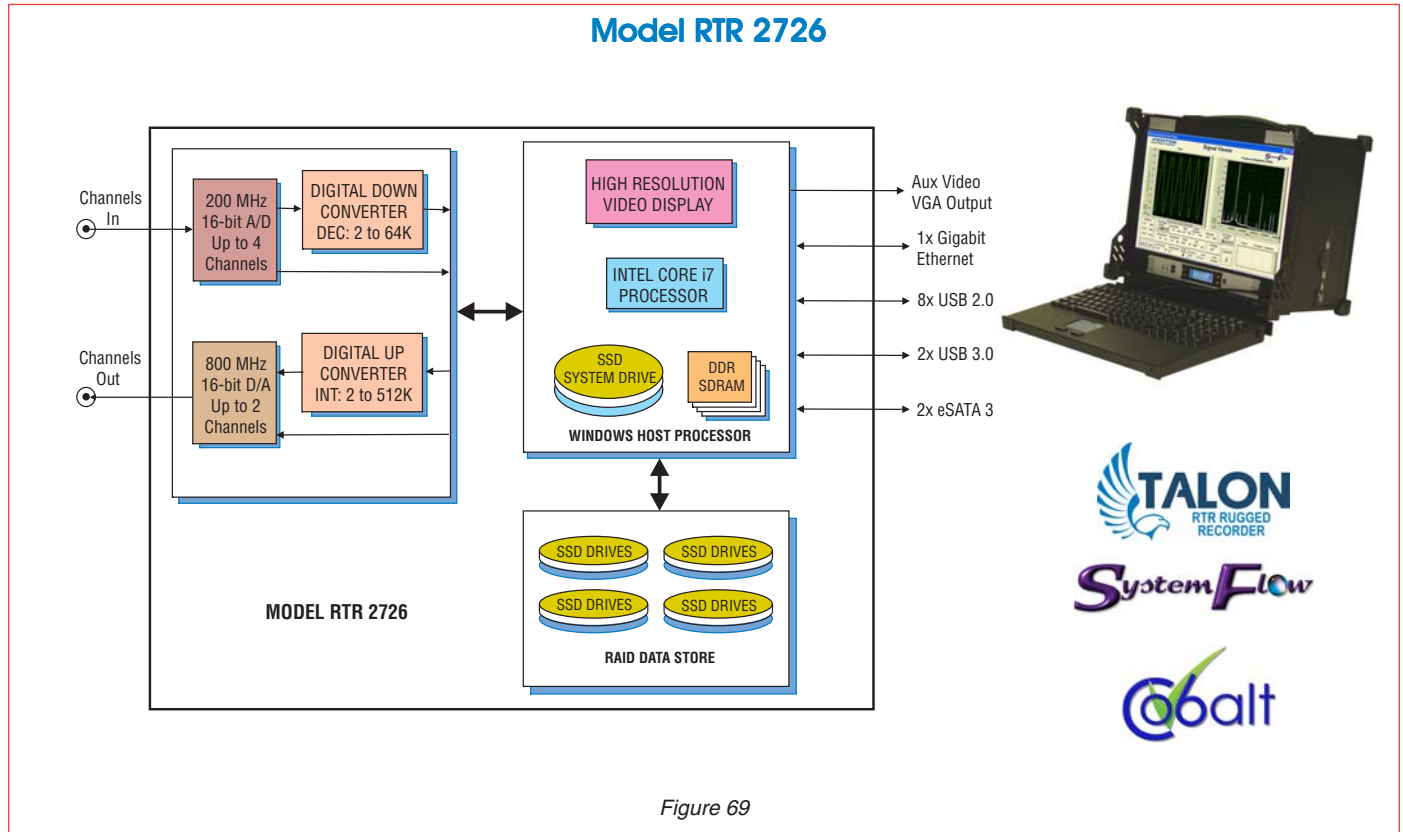 Model RTR 2726
Channels
In
200 MHz
16-bit A/D
Up to 4
Channels
DIGITAL DOWN
CONVERTER
DEC: 2 to 64K
Channels
Out
800 MHz
16-bit D/A
Up to 2
Channels
DIGITAL UP
CONVERTER
INT: 2 to 512K
MODEL RTR 2726
HIGH RESOLUTION
VIDEO DISPLAY
INTEL CORE i7
PROCESSOR
SSD
SYSTEM DRIVE
DDR
SDRAM
WINDOWS HOST PROCESSOR
SSD DRIVES
SSD DRIVES
SSD DRIVES
SSD DRIVES
RAID DATA STORE
Aux Video
VGA Output
1x Gigabit
Ethernet
8x USB 2.0
2x USB 3.0
2x eSATA 3
PENTEK
Signal Viewer
TALON
RTR RUGGED
RECORDER
SystemFlow
Cobalt
Figure 69